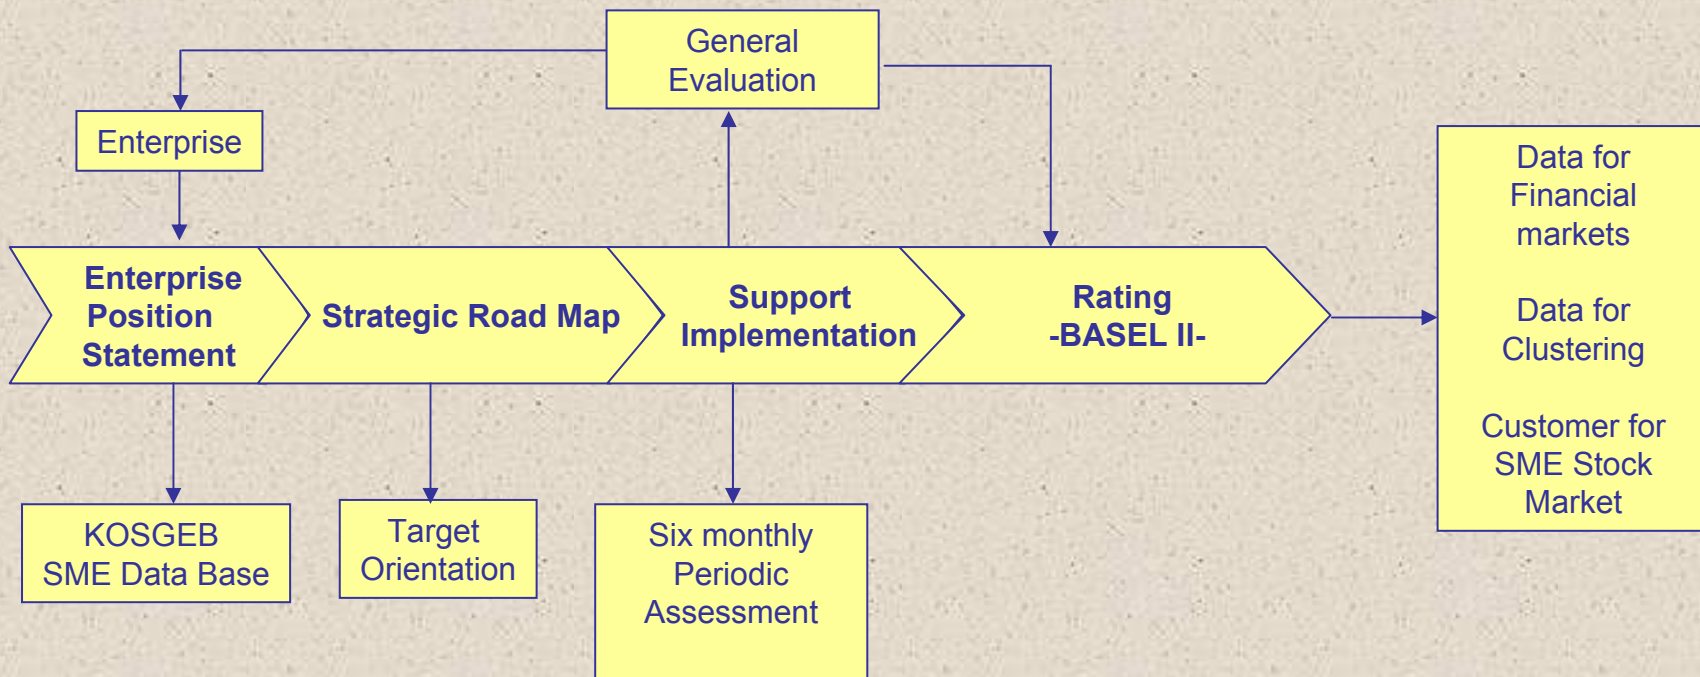 General
Evaluation
Enterprise
Enterprise
Position
Statement
Strategic Road Map
Support
Implementation
Rating
-BASEL II-
Data for
Financial
markets
Data for
Clustering
Customer for
SME Stock
Market
KOSGEB
SME Data Base
Target
Orientation
Six monthly
Periodic
Assessment